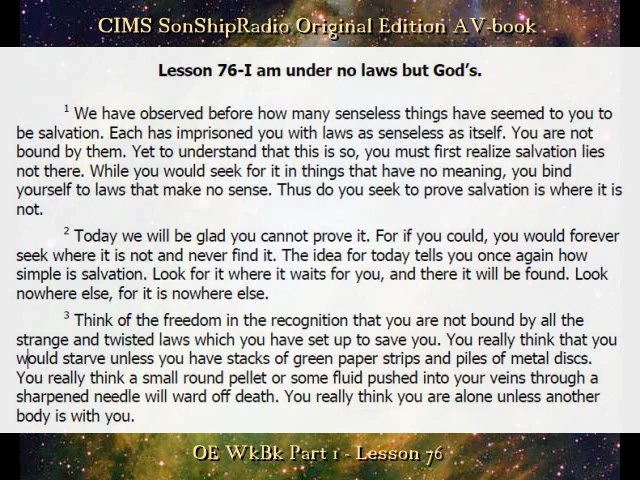 CIMS SonShipRadio Original Edition AV-book
Lesson 76-I am under no laws but God's.
1 We have observed before how many senseless things have seemed to you to
be salvation. Each has imprisoned you with laws as senseless as itself. You are not
bound by them. Yet to understand that this is so, you must first realize salvation lies
not there. While you would seek for it in things that have no meaning, you bind
yourself to laws that make no sense. Thus do you seek to prove salvation is where it is
not.
2 Today we will be glad you cannot prove it. For if you could, you would forever
seek where it is not and never find it. The idea for today tells you once again how
simple is salvation. Look for it where it waits for you, and there it will be found. Look
nowhere else, for it is nowhere else.
3 Think of the freedom in the recognition that you are not bound by all the
strange and twisted laws which you have set up to save you. You really think that you
would starve unless you have stacks of green paper strips and piles of metal discs.
You really think a small round pellet or some fluid pushed into your veins through a
sharpened needle will ward off death. You really think you are alone unless another
body is with you.
OE WkBk Part 1 - Lesson 76